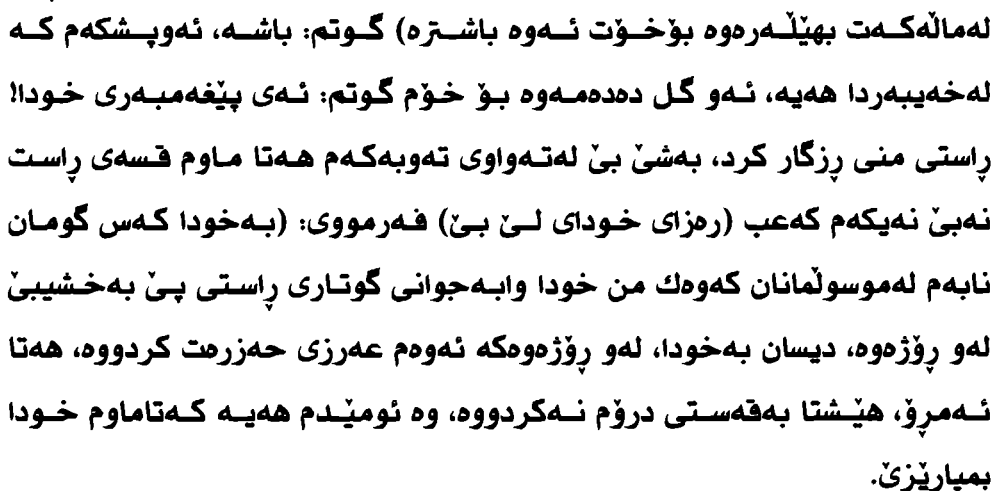 لەماڵەکەت بهێڵەرەوە بۆخۆت ئەوە باشترە) گوتم: باشە، ئەوپشکەم کە
لەخەیبەردا هەیە، ئەو گل دەدەمەوە بۆ خۆم گوتم: ئەی پێغەمبەری خودا!
ڕاستی منی ڕزگار کرد، بەشێ بێ لەتەواوی تەوبەکەم هەتا ماوم قسەی ڕاست
نەبێ نەیکەم کەعب (رەزای خودای لێ بێ) فەرمووی: (بەخودا کەس گومان
نابەم لەموسوڵمانان کەوەك من خودا وابەجوانی گوتاری ڕاستی پێ بەخشیبێ
لەو ڕۆژەوە، دیسان بەخودا، لەو ڕۆژەوەکە ئەوەم عەرزی حەزرەت کردووە، هەتا
ئەمڕۆ، هێشتا بەقەستی درۆم نەکردووە، وە ئومێدم هەیە کەتاماوم خودا
بمپارێزێ.